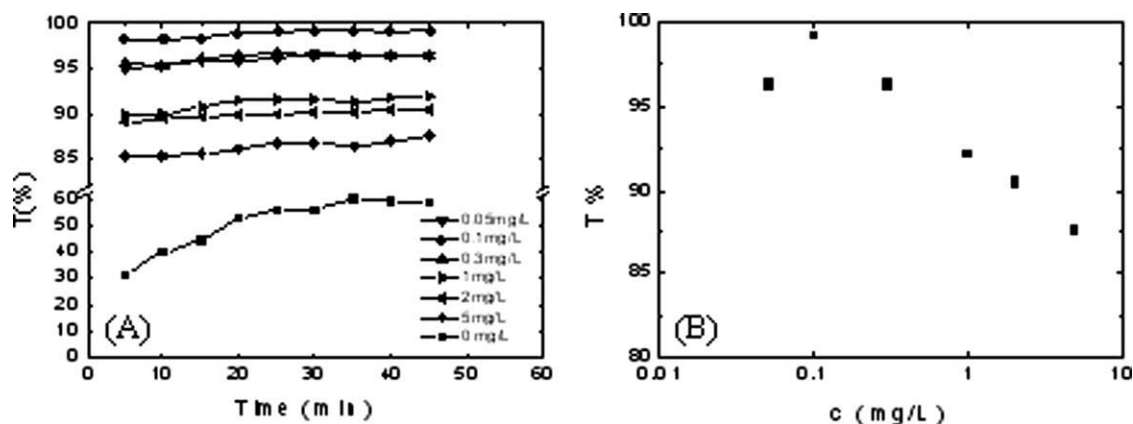 100
95
90
85
60
50
40
30
20
10
0
T(%)
(A)
0.05mg/L
0.1mg/L
0.3mg/L
1mg/L
2mg/L
5mg/L
0mg/L
0 10 20 30 40 50 60
Time (min)
100
95
90
85
80
T %
(B)
0.01 0.1 1 10
c (mg/L)